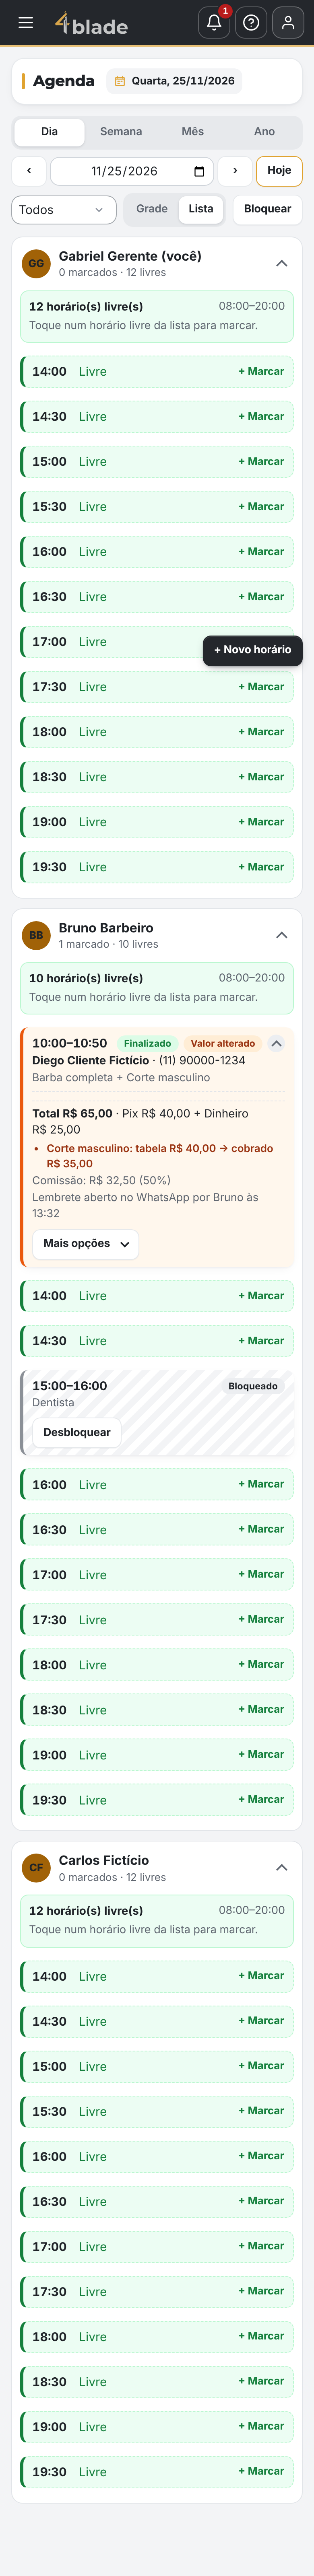 4blade
1
Agenda
Quarta, 25/11/2026
Dia Semana Mês Ano
‹ 11/25/2026 › Hoje
Todos Grade Lista Bloquear
GG Gabriel Gerente (você)
0 marcados · 12 livres
12 horário(s) livre(s) 08:00–20:00
Toque num horário livre da lista para marcar.
14:00 Livre + Marcar
14:30 Livre + Marcar
15:00 Livre + Marcar
15:30 Livre + Marcar
16:00 Livre + Marcar
16:30 Livre + Marcar
17:00 Livre
+ Novo horário
17:30 Livre + Marcar
18:00 Livre + Marcar
18:30 Livre + Marcar
19:00 Livre + Marcar
19:30 Livre + Marcar
BB Bruno Barbeiro
1 marcado · 10 livres
10 horário(s) livre(s) 08:00–20:00
Toque num horário livre da lista para marcar.
10:00–10:50 Finalizado Valor alterado
Diego Cliente Fictício · (11) 90000-1234
Barba completa + Corte masculino
Total R$ 65,00 · Pix R$ 40,00 + Dinheiro
R$ 25,00
• Corte masculino: tabela R$ 40,00 → cobrado
R$ 35,00
Comissão: R$ 32,50 (50%)
Lembrete aberto no WhatsApp por Bruno às
13:32
Mais opções
14:00 Livre + Marcar
14:30 Livre + Marcar
15:00–16:00 Bloqueado
Dentista
Desbloquear
16:00 Livre + Marcar
16:30 Livre + Marcar
17:00 Livre + Marcar
17:30 Livre + Marcar
18:00 Livre + Marcar
18:30 Livre + Marcar
19:00 Livre + Marcar
19:30 Livre + Marcar
CF Carlos Fictício
0 marcados · 12 livres
12 horário(s) livre(s) 08:00–20:00
Toque num horário livre da lista para marcar.
14:00 Livre + Marcar
14:30 Livre + Marcar
15:00 Livre + Marcar
15:30 Livre + Marcar
16:00 Livre + Marcar
16:30 Livre + Marcar
17:00 Livre + Marcar
17:30 Livre + Marcar
18:00 Livre + Marcar
18:30 Livre + Marcar
19:00 Livre + Marcar
19:30 Livre + Marcar